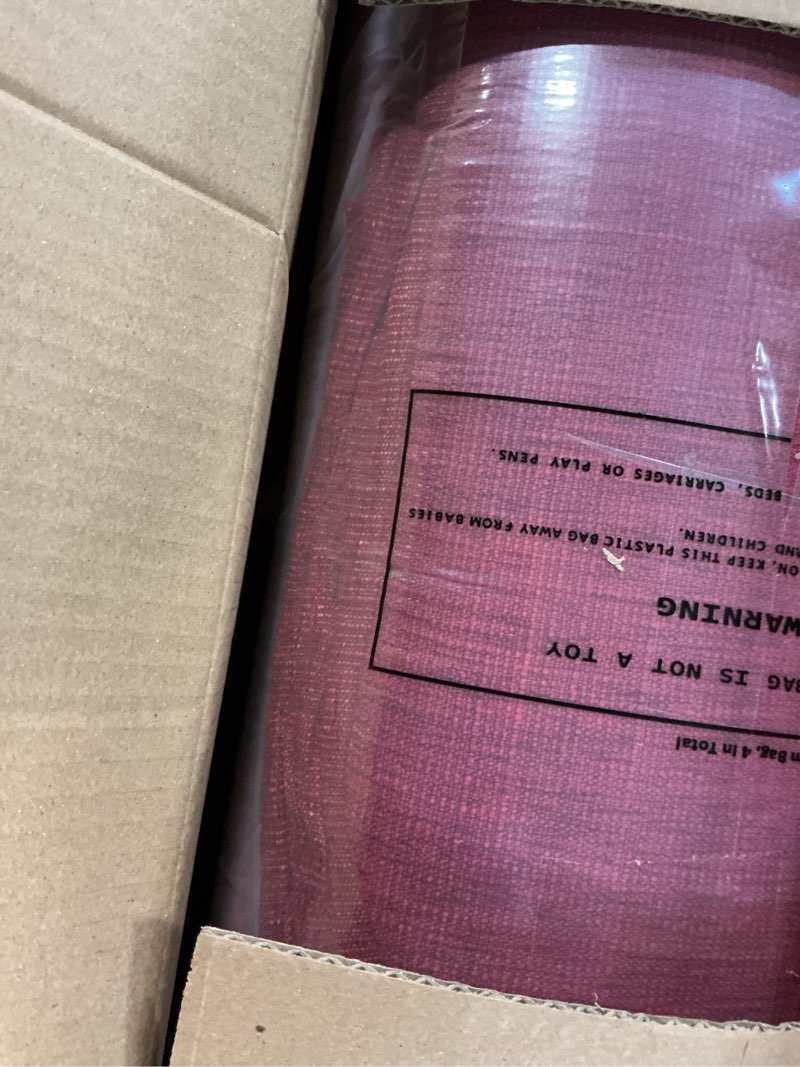 Bag, 4 In Total
BAG IS NOT A TOY
WARNING
ON, KEEP THIS PLASTIC BAG AWAY FROM BABIES
ND CHILDREN.
BEDS, CARRIAGES OR PLAY PENS.